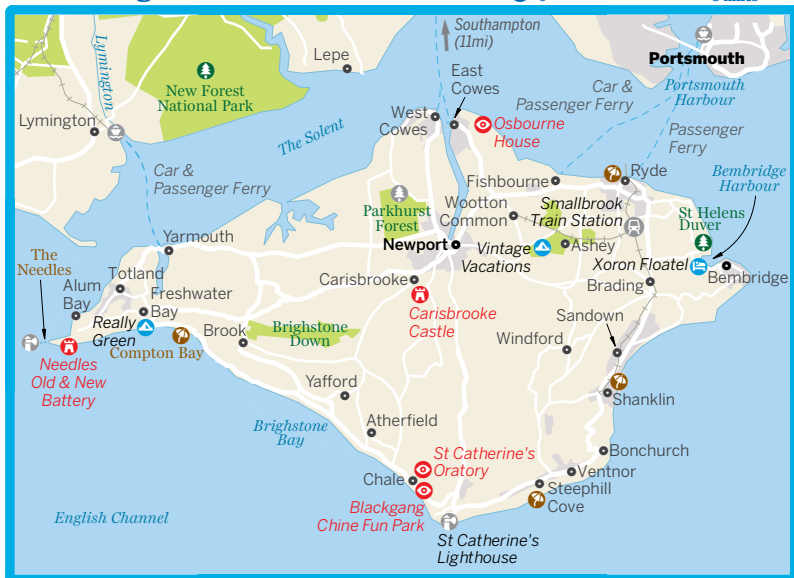 Southampton
(11mi)
Portsmouth
Lepe
East
Cowes
Car &
Passenger Ferry
Portsmouth
Harbour
Lymington
New Forest
National Park
Lymington
The Solent
West
Cowes
Osbourne
House
Passenger
Ferry
Car &
Passenger Ferry
Fishbourne
Ryde
Bembridge
Harbour
Parkhurst
Forest
Wootton
Common
Smallbrook
Train Station
St Helens
Duver
Yarmouth
Newport
Vintage
Vacations
Ashey
Xoron Floatel
Bembridge
The
Needles
Totland
Alum
Bay
Freshwater
Bay
Carisbrooke
Brading
Really
Green
Compton Bay
Brook
Brighstone
Down
Carisbrooke
Castle
Sandown
Windford
Needles
Old & New
Battery
Yafford
Shanklin
Brighstone
Bay
Atherfield
St Catherine's
Oratory
Bonchurch
Chale
Ventnor
Steephill
Cove
Blackgang
Chine Fun Park
English Channel
St Catherine's
Lighthouse